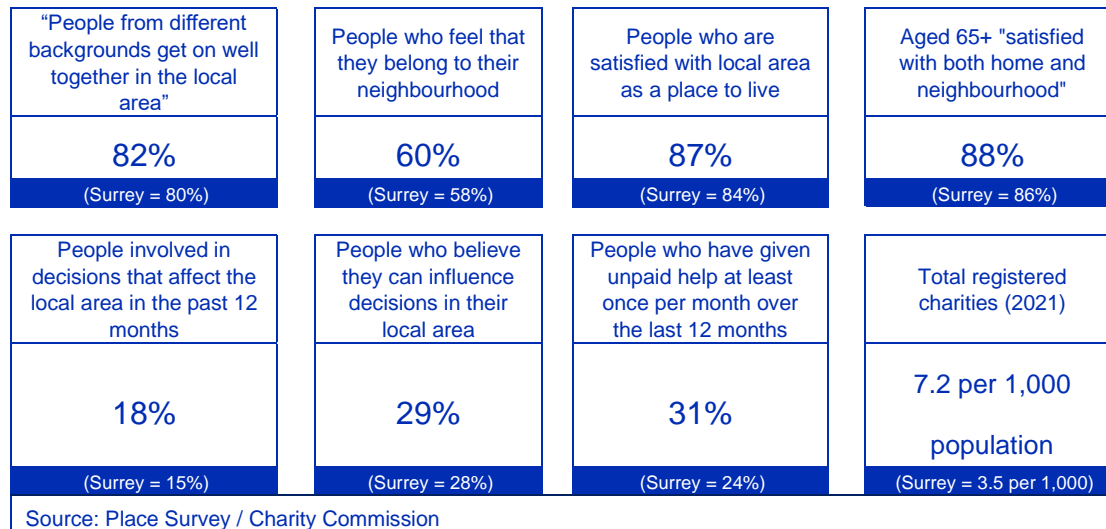 “People from different
backgrounds get on well
together in the local
area”
82%
(Surrey = 80%)
People who feel that
they belong to their
neighbourhood
60%
(Surrey = 58%)
People who are
satisfied with local area
as a place to live
87%
(Surrey = 84%)
Aged 65+ "satisfied
with both home and
neighbourhood"
88%
(Surrey = 86%)
People involved in
decisions that affect the
local area in the past 12
months
18%
(Surrey = 15%)
People who believe
they can influence
decisions in their
local area
29%
(Surrey = 28%)
People who have given
unpaid help at least
once per month over
the last 12 months
31%
(Surrey = 24%)
Total registered
charities (2021)
7.2 per 1,000
population
(Surrey = 3.5 per 1,000)
Source: Place Survey / Charity Commission